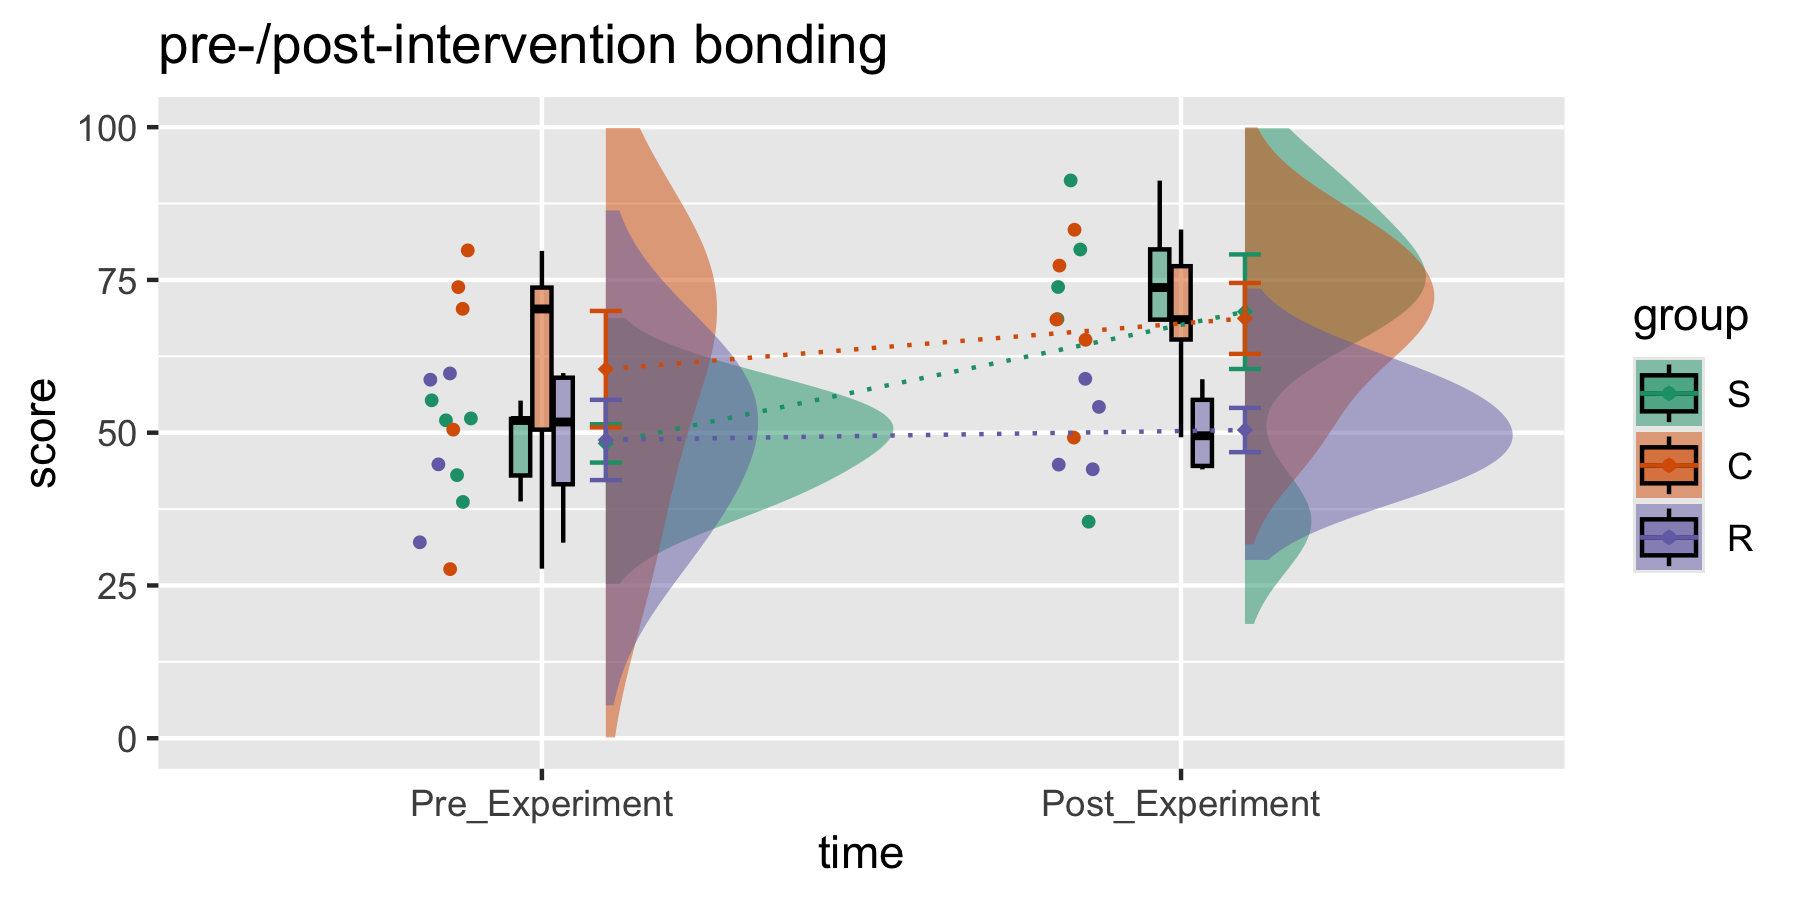 pre-/post-intervention bonding
100
75
50
25
0
score
Pre_Experiment
Post_Experiment
time
group
S
C
R